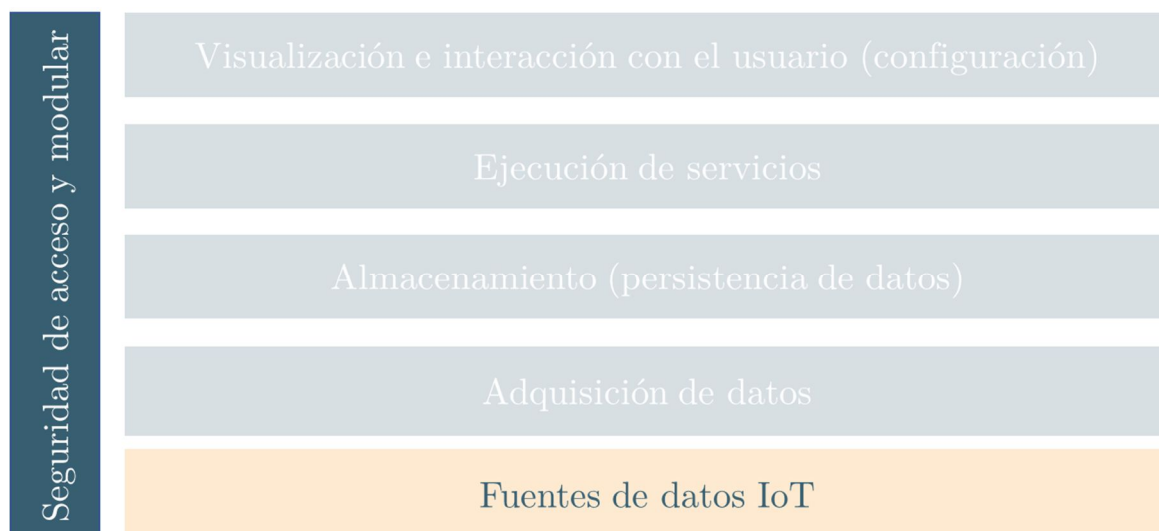 Seguridad de acceso y modular
Visualización e interacción con el usuario (configuración)
Ejecución de servicios
Almacenamiento (persistencia de datos)
Adquisición de datos
Fuentes de datos IoT